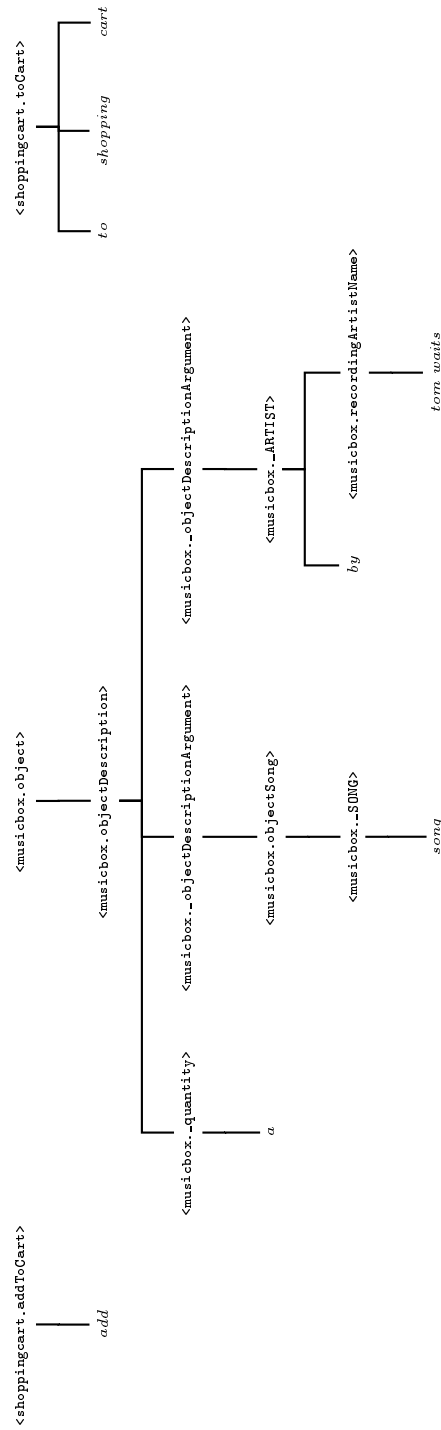 <shoppingcart.addToCart>
<musicbox.object>
<shoppingcart.toCart>
add
<musicbox.objectDescription>
to
shopping
cart
<musicbox._quantity>
<musicbox._objectDescriptionArgument>
<musicbox._objectDescriptionArgument>
a
<musicbox.objectSong>
<musicbox._ARTIST>
<musicbox._SONG>
by
<musicbox.recordingArtistName>
song
tom waits